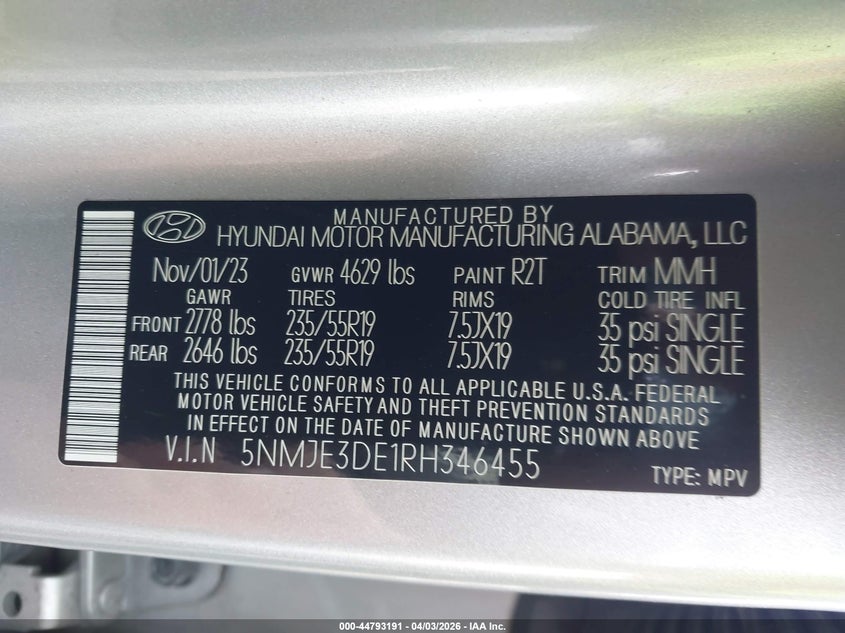 MANUFACTURED BY
HYUNDAI MOTOR MANUFACTURING ALABAMA, LLC
Nov/01/23 GVWR 4629 lbs PAINT R2T TRIM MMH
GAWR TIRES RIMS COLD TIRE INFL
FRONT 2778 lbs 235/55R19 7.5JX19 35 psi SINGLE
REAR 2646 lbs 235/55R19 7.5JX19 35 psi SINGLE
THIS VEHICLE CONFORMS TO ALL APPLICABLE U.S.A. FEDERAL
MOTOR VEHICLE SAFETY AND THEFT PREVENTION STANDARDS
IN EFFECT ON THE DATE OF MANUFACTURE SHOWN ABOVE
V.I.N 5NMJE3DE1RH346455
TYPE: MPV
000-44793191 - 04/03/2026 - IAA Inc.